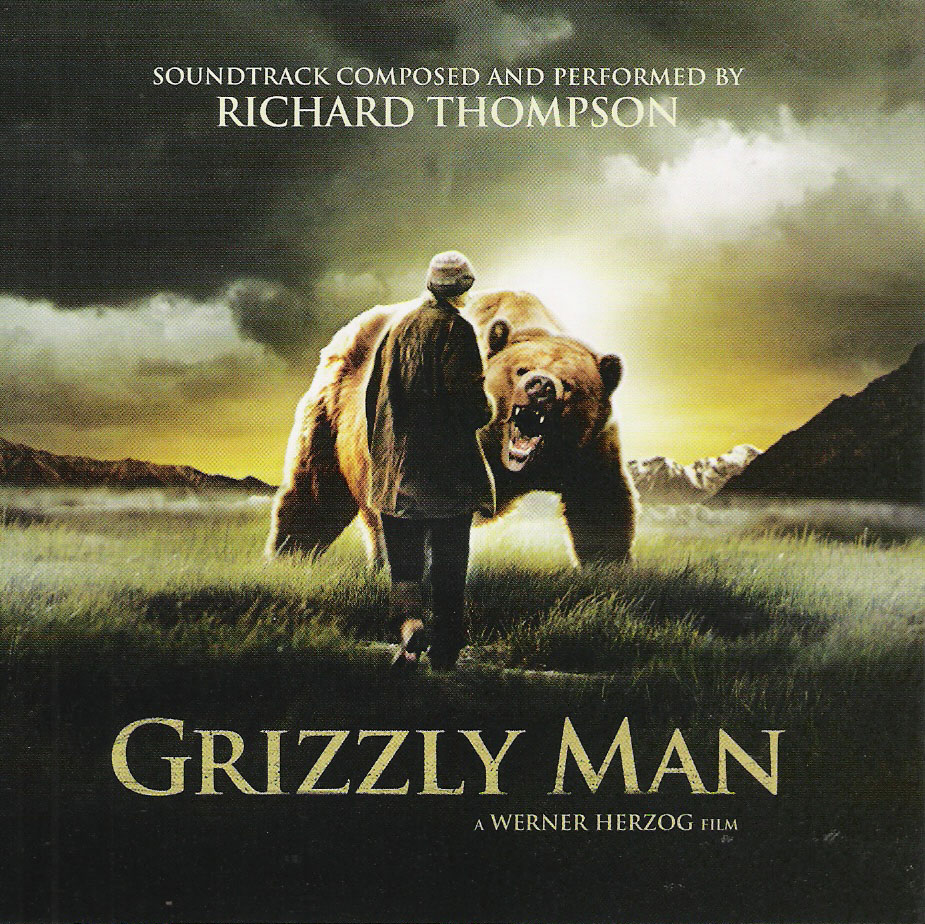 SOUNDTRACK COMPOSED AND PERFORMED BY
RICHARD THOMPSON
GRIZZLY MAN
A WERNER HERZOG FILM